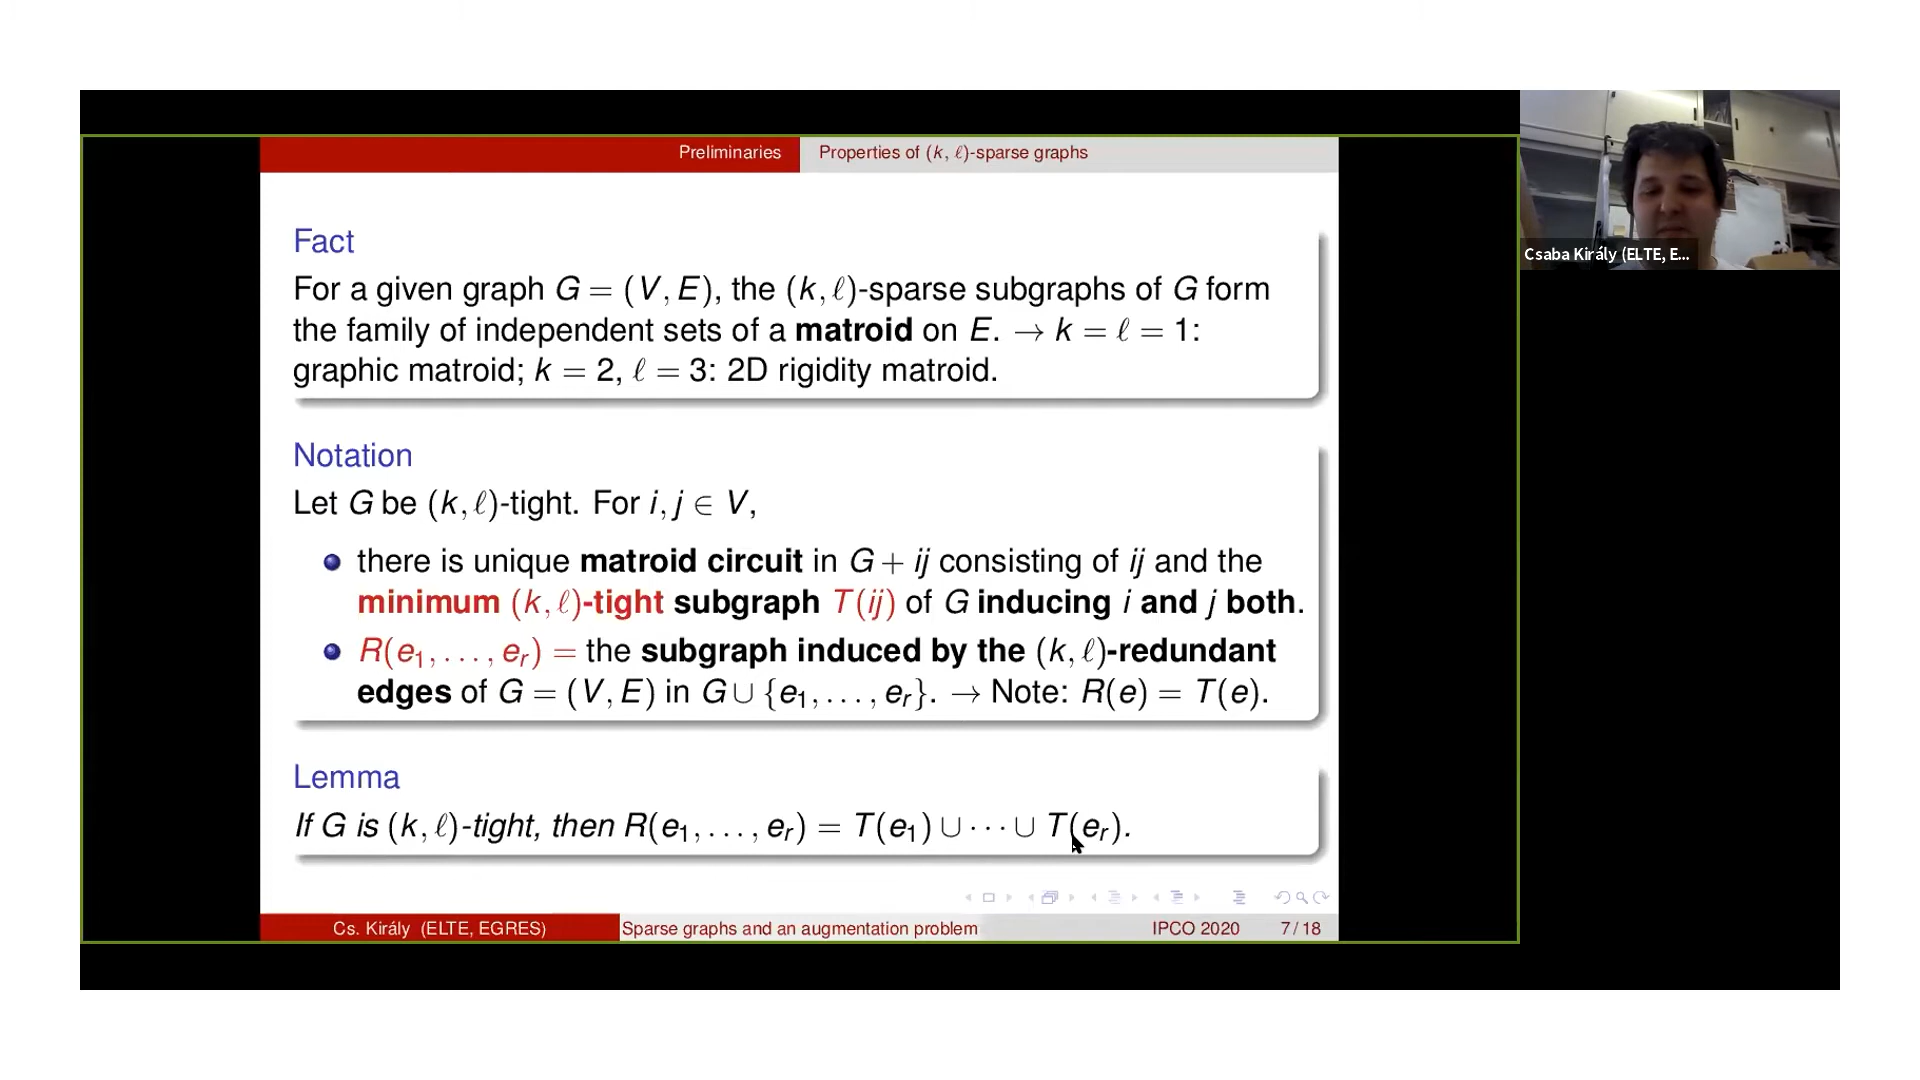 Preliminaries
Properties of (k, ℓ)-sparse graphs
Fact
For a given graph G = (V, E), the (k, ℓ)-sparse subgraphs of G form
the family of independent sets of a matroid on E. → k = ℓ = 1:
graphic matroid; k = 2, ℓ = 3: 2D rigidity matroid.
Notation
Let G be (k, ℓ)-tight. For i, j ∈ V,
there is unique matroid circuit in G + ij consisting of ij and the
minimum (k, ℓ)-tight subgraph T(ij) of G inducing i and j both.
R(e₁, . . . , eᵣ) = the subgraph induced by the (k, ℓ)-redundant
edges of G = (V, E) in G ∪ {e₁, . . . , eᵣ}. → Note: R(e) = T(e).
Lemma
If G is (k, ℓ)-tight, then R(e₁, . . . , eᵣ) = T(e₁) ∪ · · · ∪ T(eᵣ).
Cs. Király (ELTE, EGRES)
Sparse graphs and an augmentation problem
IPCO 2020
7 / 18
Csaba Király (ELTE, E...